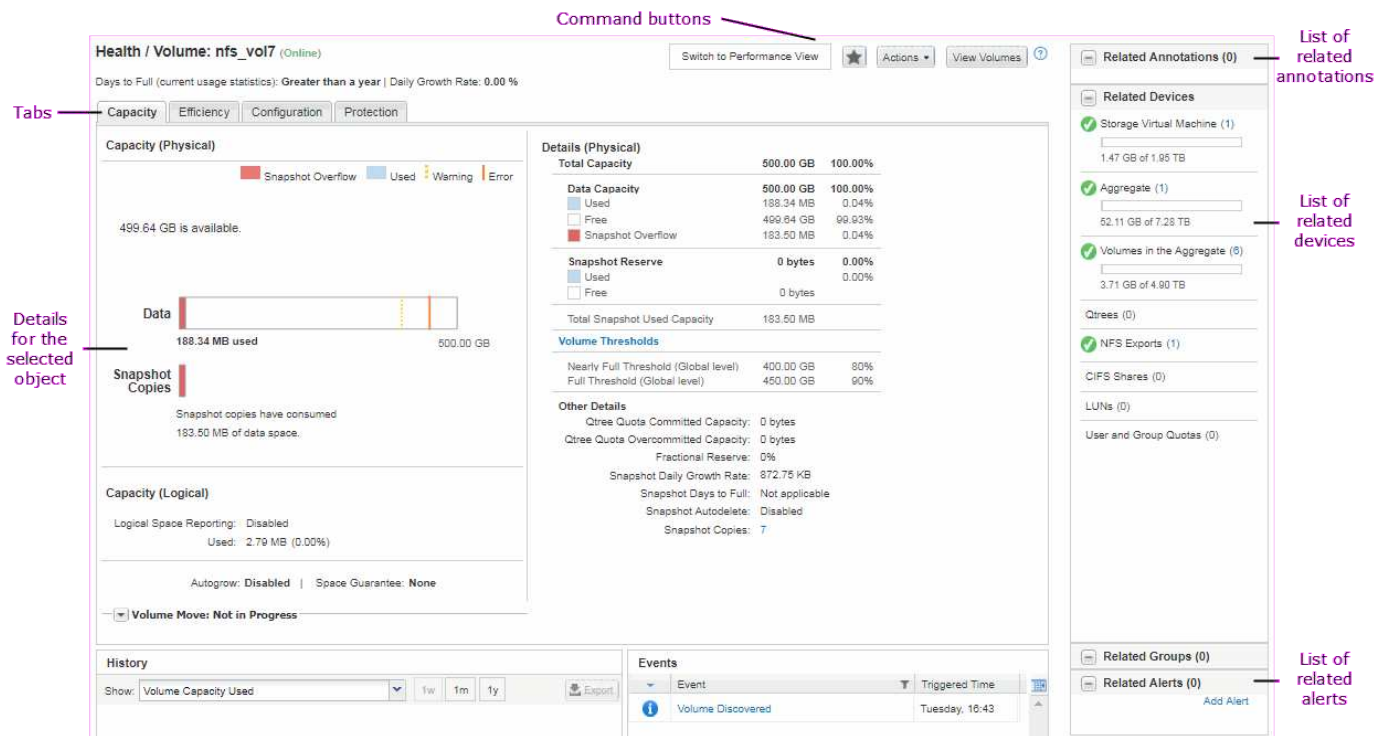 Command buttons
List of
related
annotations
Health / Volume: nfs_vol7 (Online)
Switch to Performance View
Actions
View Volumes
?
Days to Full (current usage statistics): Greater than a year | Daily Growth Rate: 0.00 %
Tabs
Capacity
Efficiency
Configuration
Protection
Capacity (Physical)
Snapshot Overflow
Used
Warning
Error
499.64 GB is available.
Details
for the
selected
object
Data
188.34 MB used
500.00 GB
Snapshot
Copies
Snapshot copies have consumed
183.50 MB of data space.
Capacity (Logical)
Logical Space Reporting: Disabled
Used: 2.79 MB (0.00%)
Autogrow: Disabled | Space Guarantee: None
Volume Move: Not in Progress
Details (Physical)
Total Capacity 500.00 GB 100.00%
Data Capacity 500.00 GB 100.00%
Used 188.34 MB 0.04%
Free 499.64 GB 99.93%
Snapshot Overflow 183.50 MB 0.04%
Snapshot Reserve 0 bytes 0.00%
Used 0.00%
Free 0 bytes
Total Snapshot Used Capacity 183.50 MB
Volume Thresholds
Nearly Full Threshold (Global level) 400.00 GB 80%
Full Threshold (Global level) 450.00 GB 90%
Other Details
Qtree Quota Committed Capacity: 0 bytes
Qtree Quota Overcommitted Capacity: 0 bytes
Fractional Reserve: 0%
Snapshot Daily Growth Rate: 872.75 KB
Snapshot Days to Full: Not applicable
Snapshot Autodelete: Disabled
Snapshot Copies: 7
Related Annotations (0)
Related Devices
Storage Virtual Machine (1)
1.47 GB of 1.95 TB
Aggregate (1)
52.11 GB of 7.28 TB
Volumes in the Aggregate (6)
3.71 GB of 4.90 TB
Qtrees (0)
NFS Exports (1)
CIFS Shares (0)
LUNs (0)
User and Group Quotas (0)
List of
related
devices
History
Show: Volume Capacity Used
1w
1m
1y
Export
Events
Event
Triggered Time
Volume Discovered
Tuesday, 16:43
Related Groups (0)
Related Alerts (0)
Add Alert
List of
related
alerts